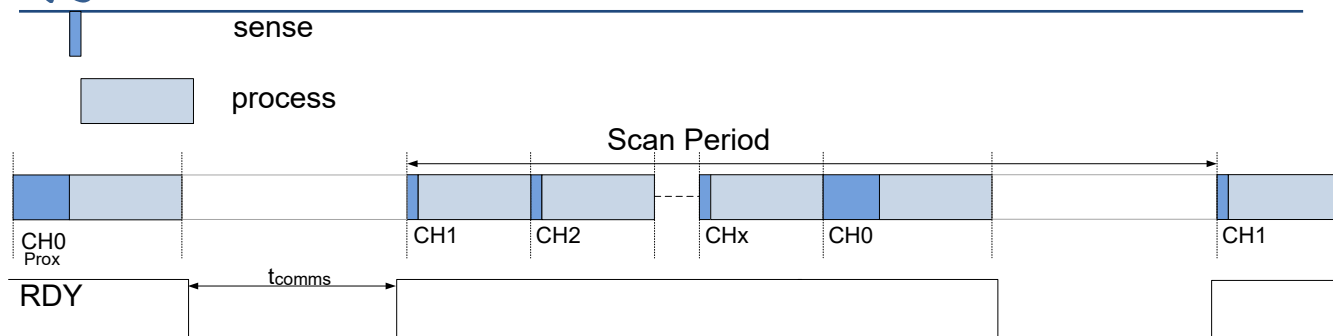 sense
process
Scan Period
CH0
Prox
CH1
CH2
CHx
CH0
CH1
RDY
tcomms